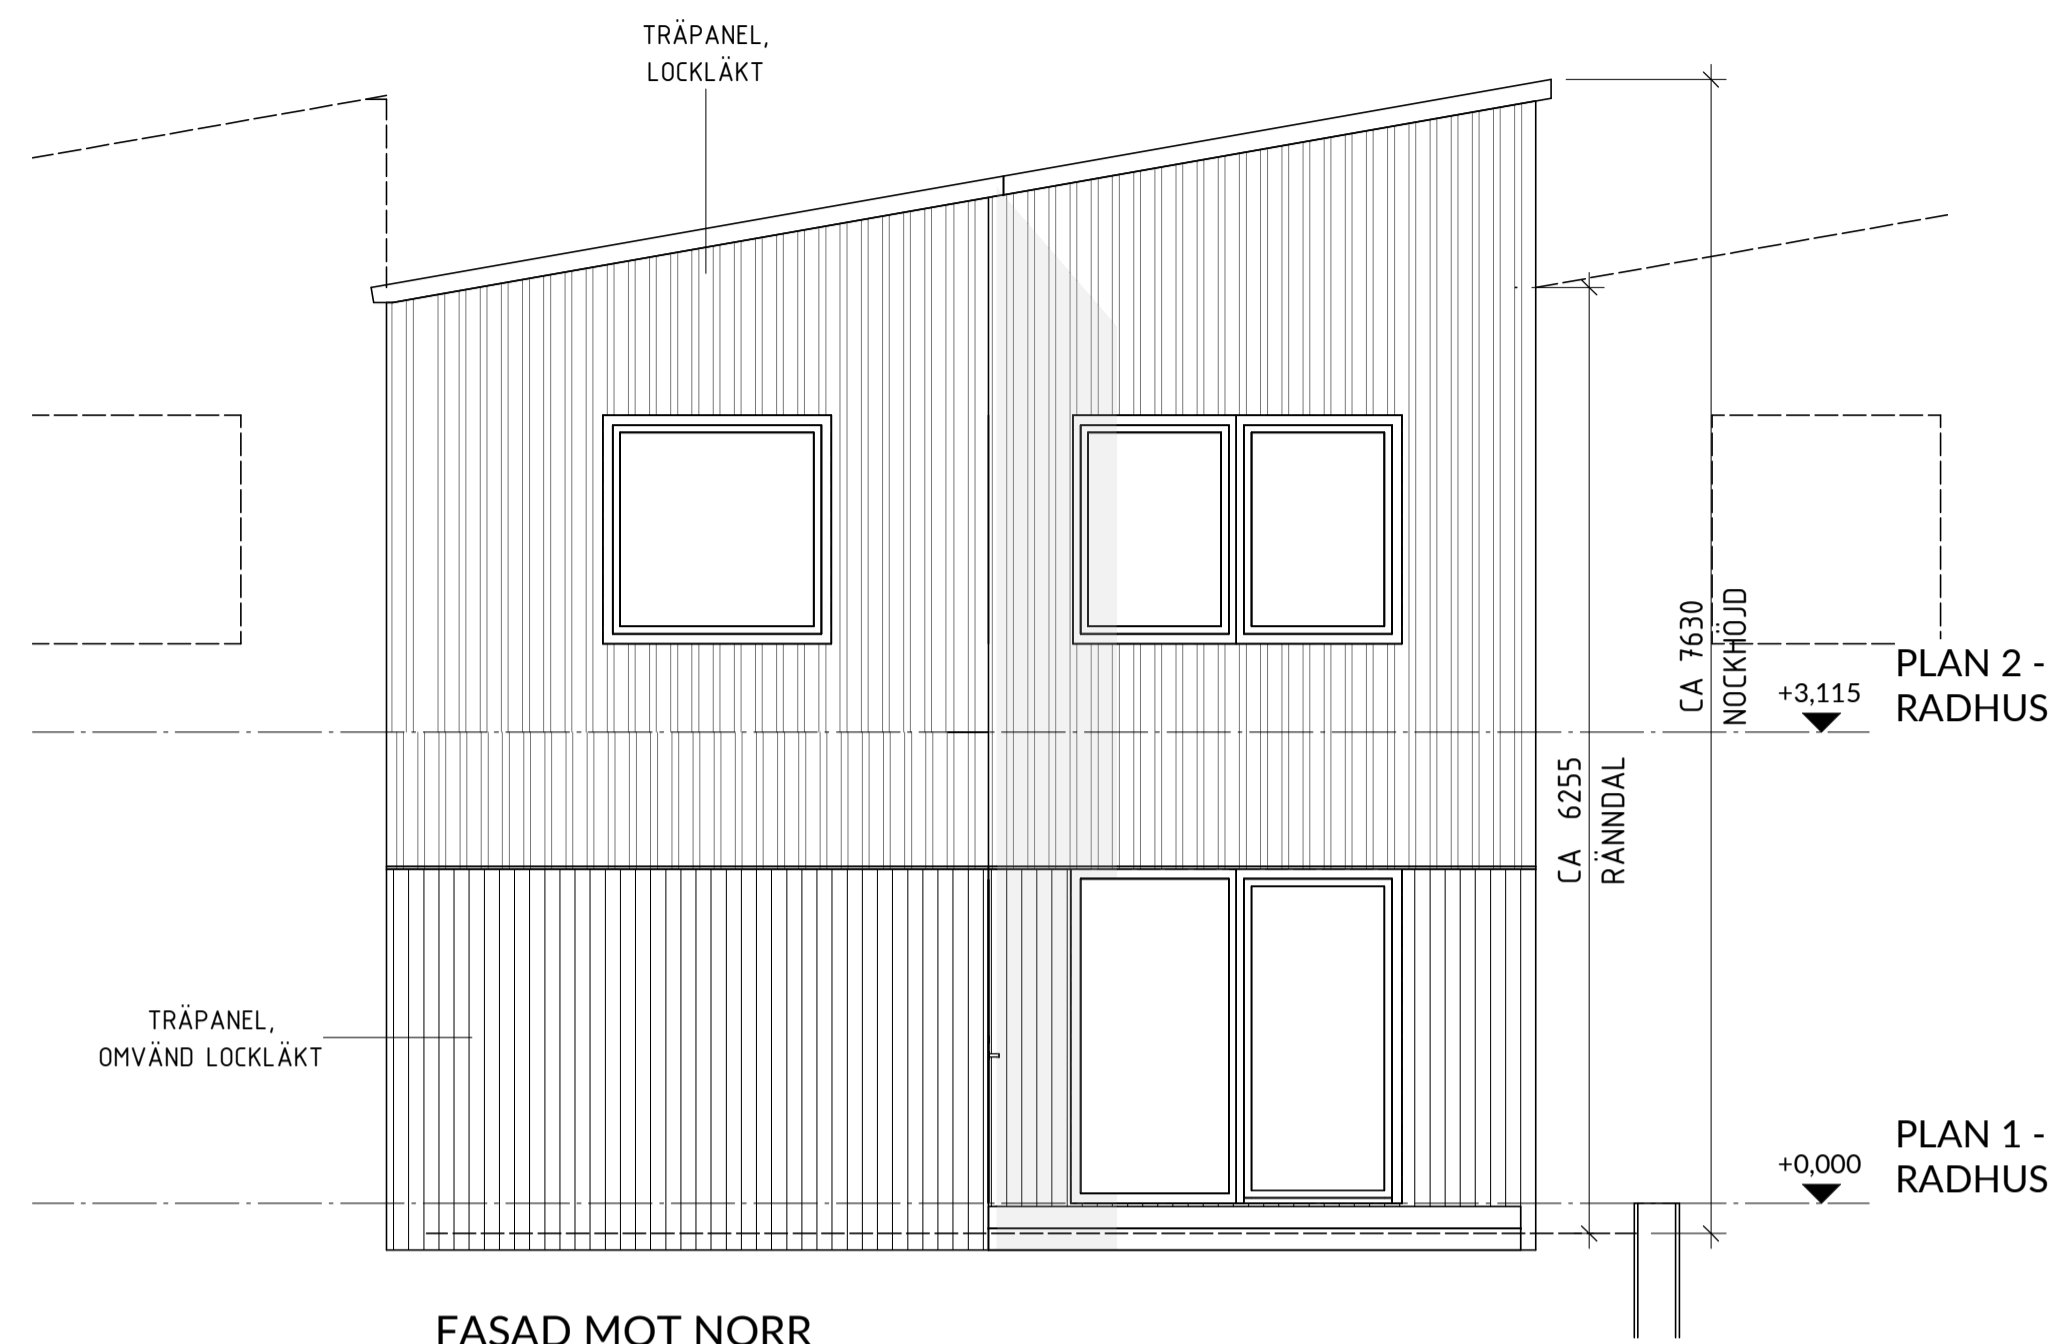 TRÄPANEL,
LOCKLÄKT
CA 7630
NOCKHÖJD
+3,115
PLAN 2 -
RADHUS
CA 6255
RÄNNDAL
TRÄPANEL,
OMVÄND LOCKLÄKT
+0,000
PLAN 1 -
RADHUS
FASAD MOT NORR